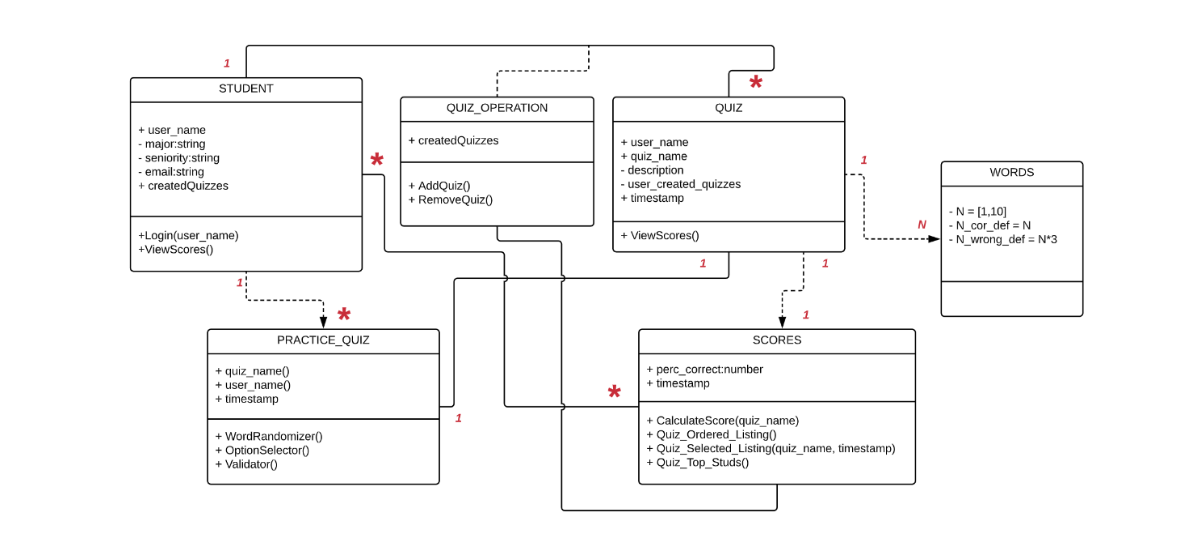 1
*
STUDENT
+ user_name
- major:string
- seniority:string
- email:string
+ createdQuizzes
+Login(user_name)
+ViewScores()
*
QUIZ_OPERATION
+ createdQuizzes
+ AddQuiz()
+ RemoveQuiz()
QUIZ
+ user_name
+ quiz_name
- description
- user_created_quizzes
+ timestamp
+ ViewScores()
1
N
WORDS
- N = [1,10]
- N_cor_def = N
- N_wrong_def = N*3
1
*
1
1
1
PRACTICE_QUIZ
+ quiz_name()
+ user_name()
+ timestamp
+ WordRandomizer()
+ OptionSelector()
+ Validator()
1
*
SCORES
+ perc_correct:number
+ timestamp
+ CalculateScore(quiz_name)
+ Quiz_Ordered_Listing()
+ Quiz_Selected_Listing(quiz_name, timestamp)
+ Quiz_Top_Studs()